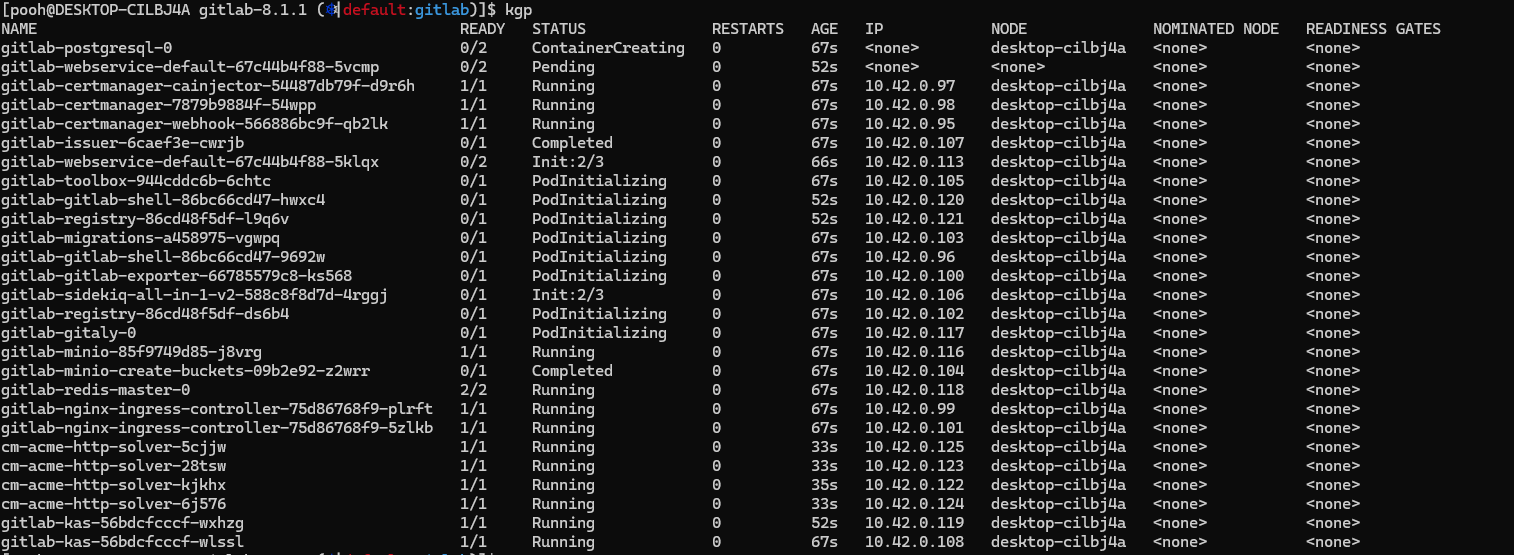 [pooh@DESKTOP-CILBJ4A gitlab-8.1.1 (⎈|default:gitlab)]$ kgp
NAME READY STATUS RESTARTS AGE IP NODE NOMINATED NODE READINESS GATES
gitlab-postgresql-0 0/2 ContainerCreating 0 67s <none> desktop-cilbj4a <none> <none>
gitlab-webservice-default-67c44b4f88-5vcmp 0/2 Pending 0 52s <none> <none> <none> <none>
gitlab-certmanager-cainjector-54487db79f-d9r6h 1/1 Running 0 67s 10.42.0.97 desktop-cilbj4a <none> <none>
gitlab-certmanager-7879b9884f-54wpp 1/1 Running 0 67s 10.42.0.98 desktop-cilbj4a <none> <none>
gitlab-certmanager-webhook-566886bc9f-qb2lk 1/1 Running 0 67s 10.42.0.95 desktop-cilbj4a <none> <none>
gitlab-issuer-6caef3e-cwrjb 0/1 Completed 0 67s 10.42.0.107 desktop-cilbj4a <none> <none>
gitlab-webservice-default-67c44b4f88-5klqx 0/2 Init:2/3 0 66s 10.42.0.113 desktop-cilbj4a <none> <none>
gitlab-toolbox-944cddc6b-6chtc 0/1 PodInitializing 0 67s 10.42.0.105 desktop-cilbj4a <none> <none>
gitlab-gitlab-shell-86bc66cd47-hwxc4 0/1 PodInitializing 0 52s 10.42.0.120 desktop-cilbj4a <none> <none>
gitlab-registry-86cd48f5df-l9q6v 0/1 PodInitializing 0 52s 10.42.0.121 desktop-cilbj4a <none> <none>
gitlab-migrations-a458975-vgwpq 0/1 PodInitializing 0 67s 10.42.0.103 desktop-cilbj4a <none> <none>
gitlab-gitlab-shell-86bc66cd47-9692w 0/1 PodInitializing 0 67s 10.42.0.96 desktop-cilbj4a <none> <none>
gitlab-gitlab-exporter-66785579c8-ks568 0/1 PodInitializing 0 67s 10.42.0.100 desktop-cilbj4a <none> <none>
gitlab-sidekiq-all-in-1-v2-588c8f8d7d-4rggj 0/1 Init:2/3 0 67s 10.42.0.106 desktop-cilbj4a <none> <none>
gitlab-registry-86cd48f5df-ds6b4 0/1 PodInitializing 0 67s 10.42.0.102 desktop-cilbj4a <none> <none>
gitlab-gitaly-0 0/1 PodInitializing 0 67s 10.42.0.117 desktop-cilbj4a <none> <none>
gitlab-minio-85f9749d85-j8vrg 1/1 Running 0 67s 10.42.0.116 desktop-cilbj4a <none> <none>
gitlab-minio-create-buckets-09b2e92-z2wrr 0/1 Completed 0 67s 10.42.0.104 desktop-cilbj4a <none> <none>
gitlab-redis-master-0 2/2 Running 0 67s 10.42.0.118 desktop-cilbj4a <none> <none>
gitlab-nginx-ingress-controller-75d86768f9-plrft 1/1 Running 0 67s 10.42.0.99 desktop-cilbj4a <none> <none>
gitlab-nginx-ingress-controller-75d86768f9-5zlkb 1/1 Running 0 67s 10.42.0.101 desktop-cilbj4a <none> <none>
cm-acme-http-solver-5cjjw 1/1 Running 0 33s 10.42.0.125 desktop-cilbj4a <none> <none>
cm-acme-http-solver-28tsw 1/1 Running 0 33s 10.42.0.123 desktop-cilbj4a <none> <none>
cm-acme-http-solver-kjkhx 1/1 Running 0 35s 10.42.0.122 desktop-cilbj4a <none> <none>
cm-acme-http-solver-6j576 1/1 Running 0 33s 10.42.0.124 desktop-cilbj4a <none> <none>
gitlab-kas-56bdcfcccf-wxhzg 1/1 Running 0 52s 10.42.0.119 desktop-cilbj4a <none> <none>
gitlab-kas-56bdcfcccf-wlssl 1/1 Running 0 67s 10.42.0.108 desktop-cilbj4a <none> <none>